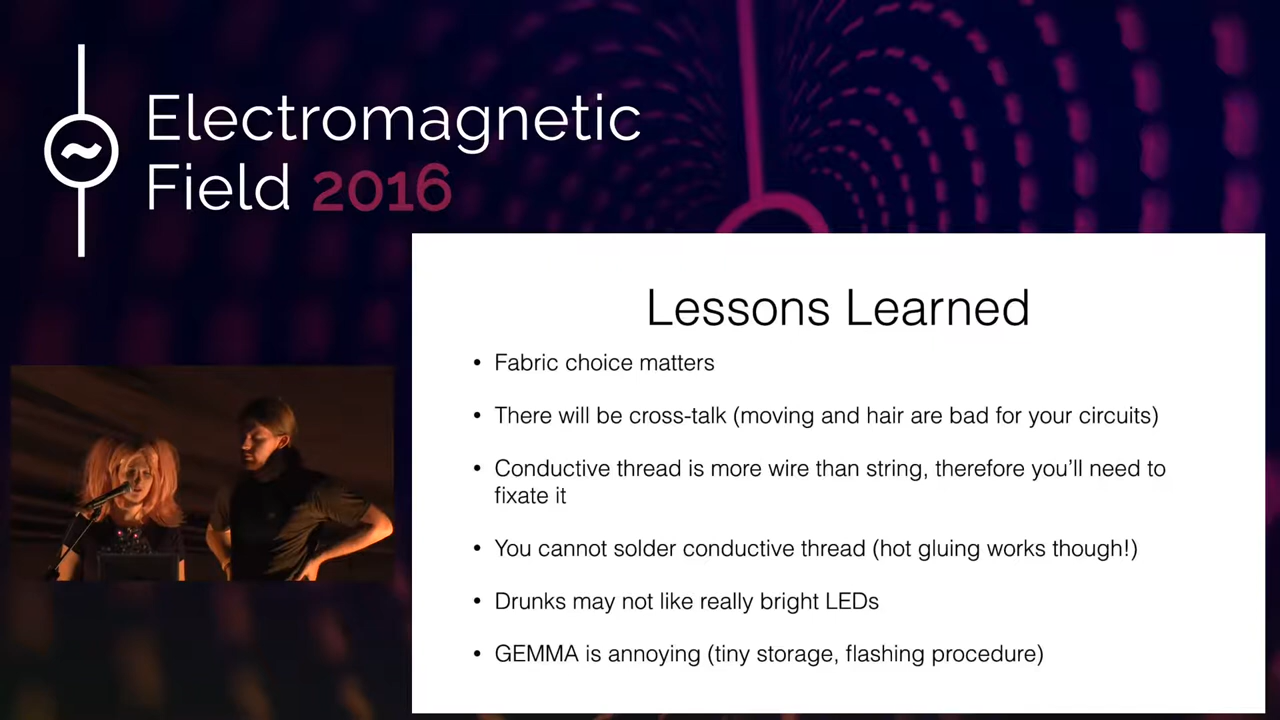 Electromagnetic
Field 2016
Lessons Learned
• Fabric choice matters
• There will be cross-talk (moving and hair are bad for your circuits)
• Conductive thread is more wire than string, therefore you’ll need to
fixate it
• You cannot solder conductive thread (hot gluing works though!)
• Drunks may not like really bright LEDs
• GEMMA is annoying (tiny storage, flashing procedure)